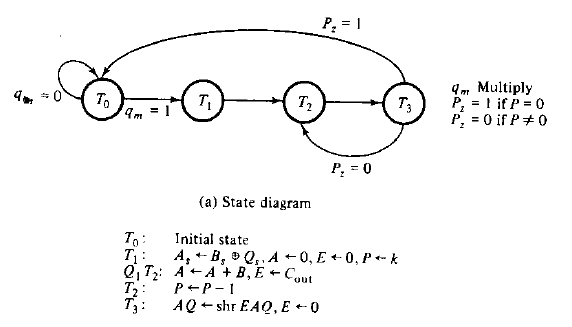 P_z = 1
q_m = 0
T_0
q_m = 1
T_1
T_2
T_3
P_z = 0
q_m Multiply
P_z = 1 if P = 0
P_z = 0 if P ≠ 0
(a) State diagram
T_0: Initial state
T_1: A_s ← B_s ⊕ Q_s, A ← 0, E ← 0, P ← k
Q_1 T_2: A ← A + B, E ← C_out
T_2: P ← P − 1
T_3: AQ ← shr EAQ, E ← 0